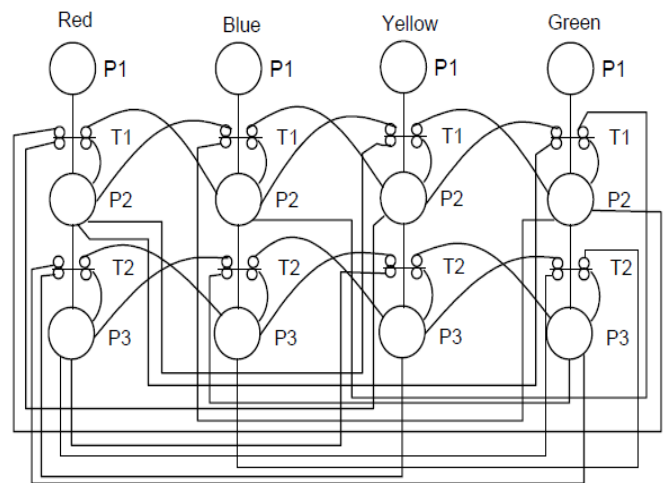 Red Blue Yellow Green
P1 P1 P1 P1
T1 T1 T1 T1
P2 P2 P2 P2
T2 T2 T2 T2
P3 P3 P3 P3